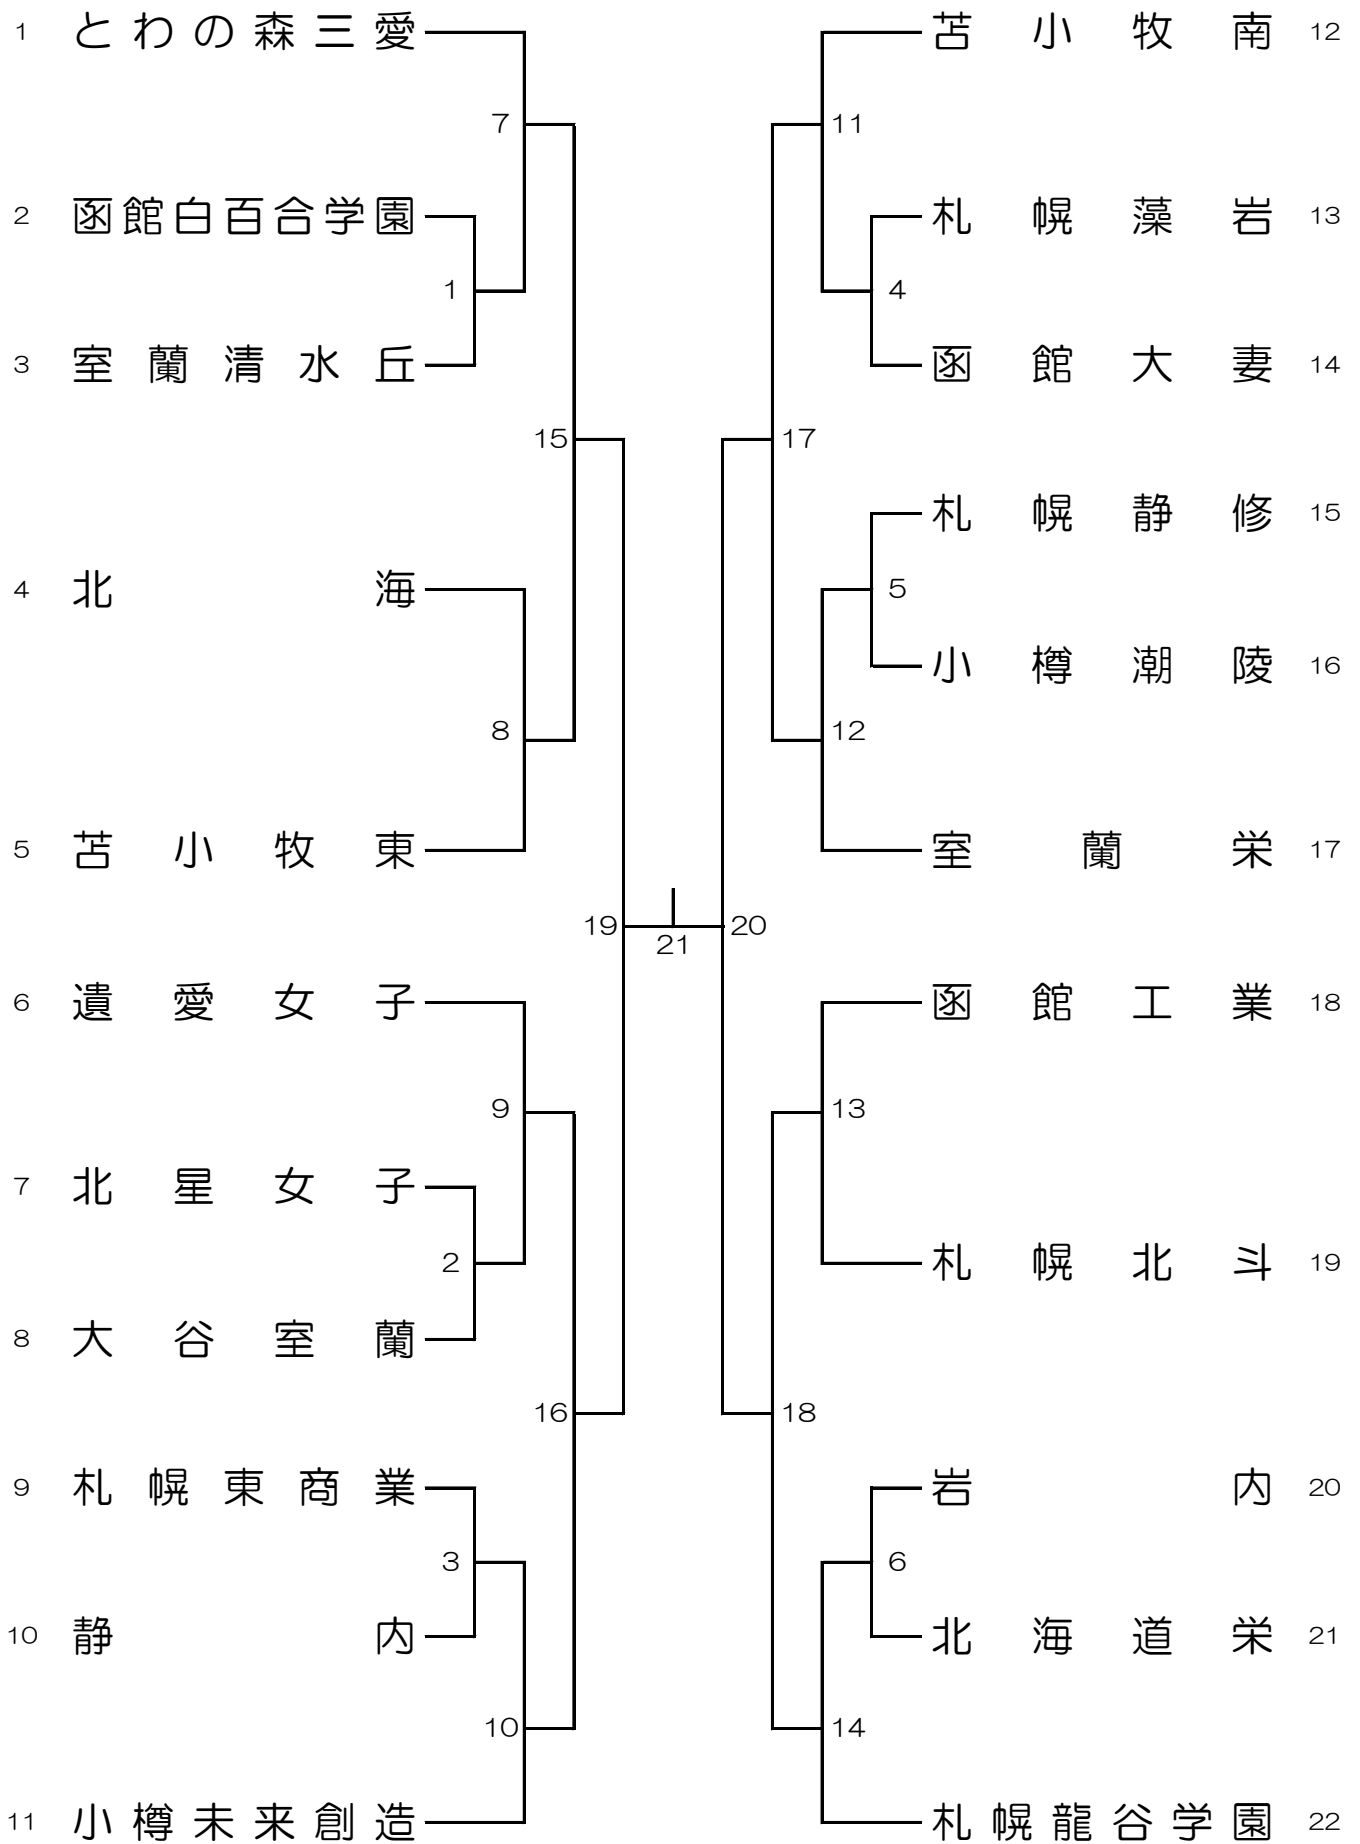 1 とわの森三愛
7
2 函館白百合学園
1
3 室蘭清水丘
15
4 北海
8
5 苫小牧東
19
6 遺愛女子
9
7 北星女子
2
8 大谷室蘭
16
9 札幌東商業
3
10 静内
10
11 小樽未来創造
21
苫小牧南 12
11
札幌藻岩 13
4
函館大妻 14
17
札幌静修 15
5
小樽潮陵 16
12
室蘭栄 17
20
函館工業 18
13
札幌北斗 19
18
岩内 20
6
北海道栄 21
14
札幌龍谷学園 22